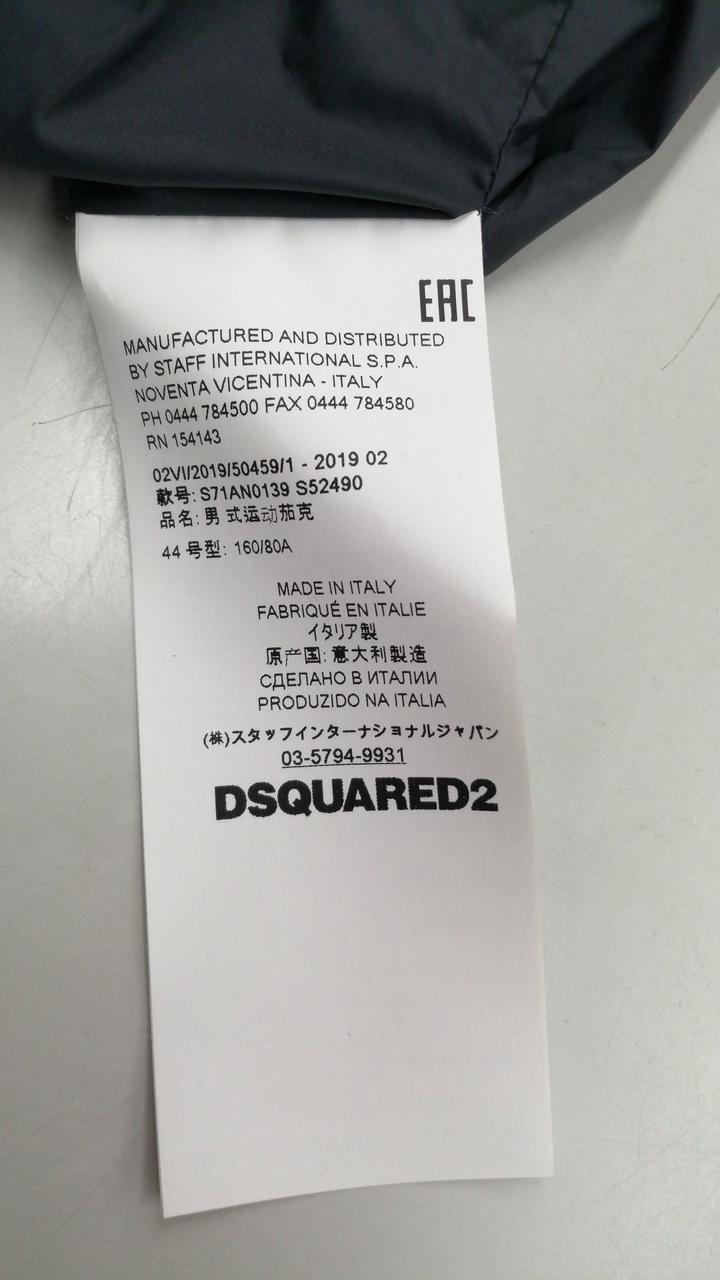 EAC
MANUFACTURED AND DISTRIBUTED
BY STAFF INTERNATIONAL S.P.A.
NOVENTA VICENTINA - ITALY
PH 0444 784500 FAX 0444 784580
RN 154143
02VI/2019/50459/1 - 2019 02
款号: S71AN0139 S52490
品名: 男 式运动茄克
44 号型: 160/80A
MADE IN ITALY
FABRIQUÉ EN ITALIE
イタリア製
原产国: 意大利製造
СДЕЛАНО В ИТАЛИИ
PRODUZIDO NA ITALIA
(株)スタッフインターナショナルジャパン
03-5794-9931
DSQUARED2